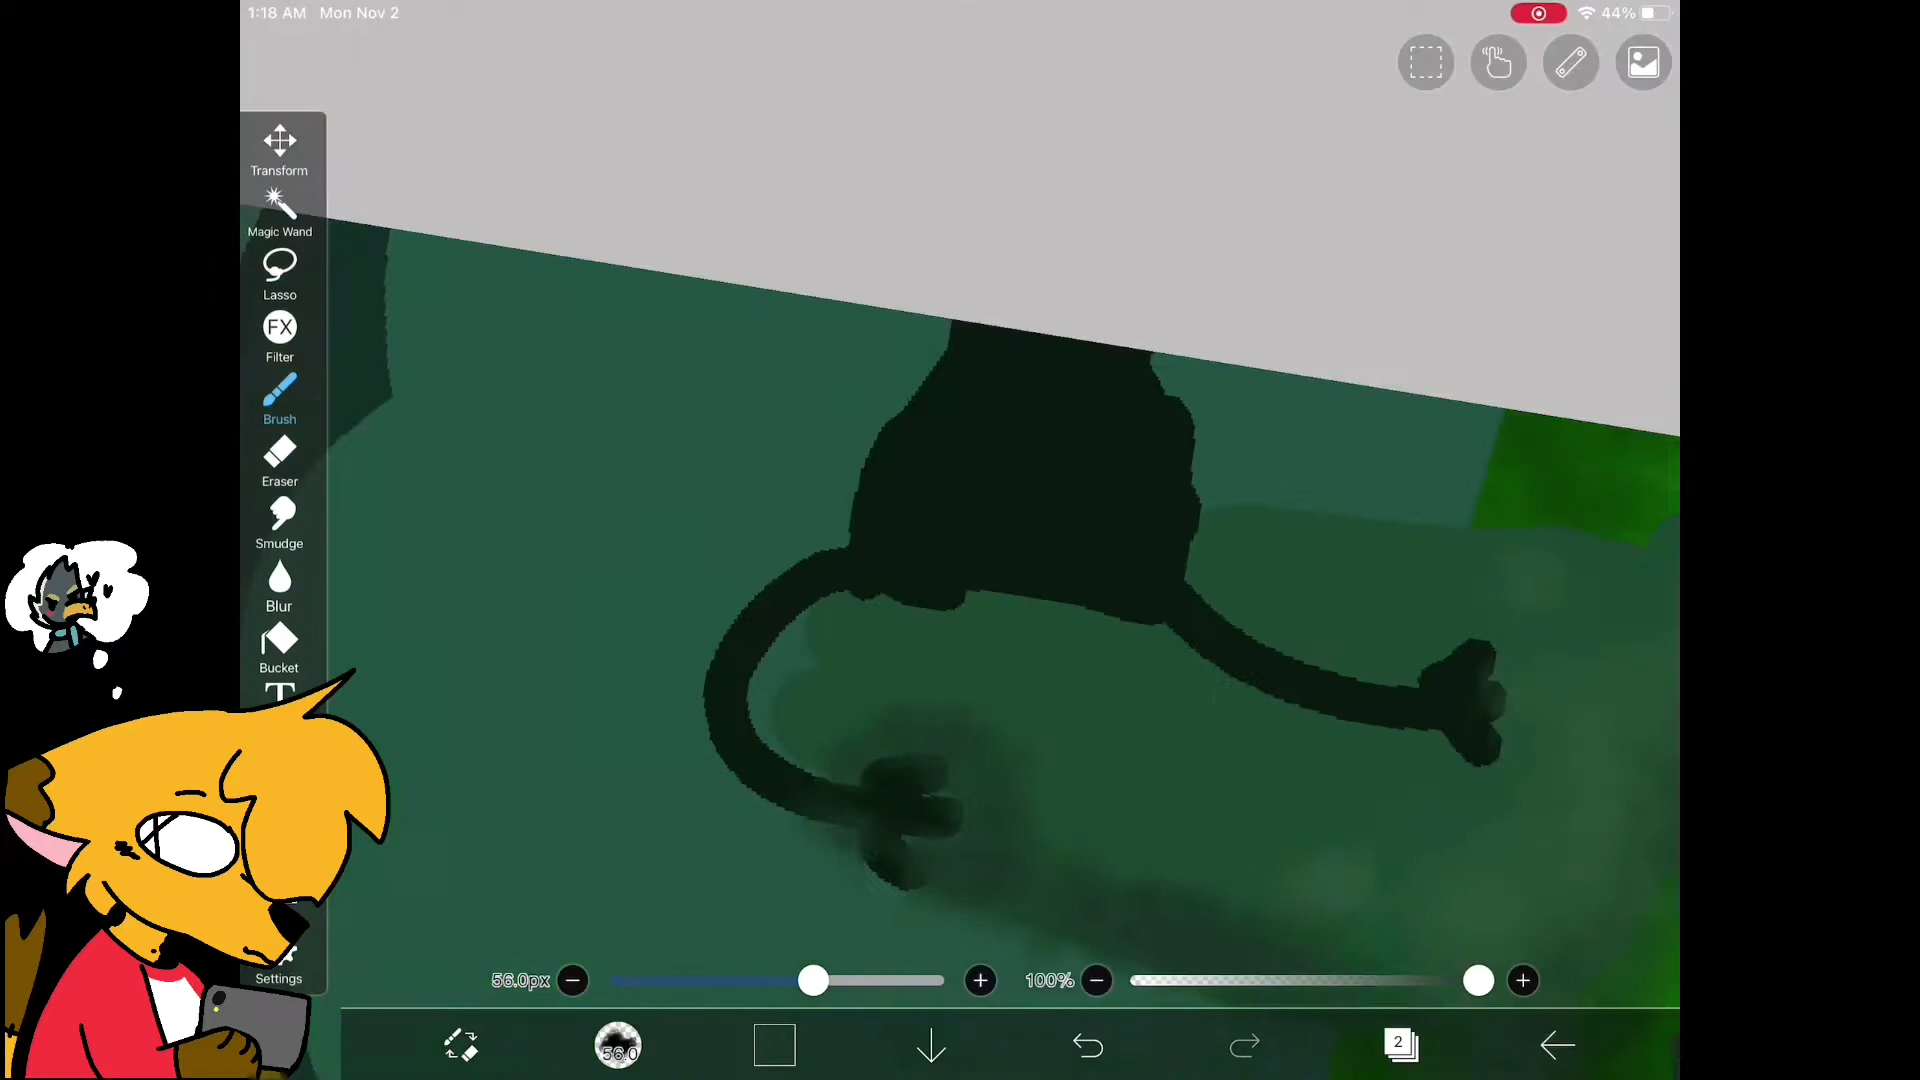 1:18 AM Mon Nov 2
44%
Transform
Magic Wand
Lasso
FX
Filter
Brush
Eraser
Smudge
Blur
Bucket
T
Settings
56.0px
100%
56.0
2